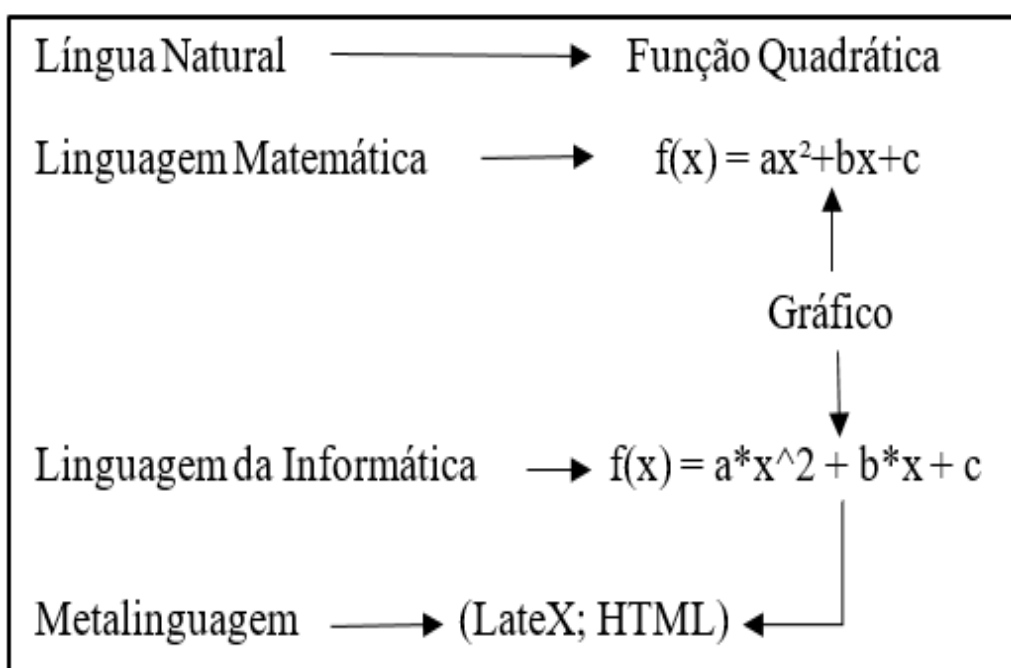 Língua Natural Função Quadrática
Linguagem Matemática f(x) = ax²+bx+c
Gráfico
Linguagem da Informática f(x) = a*x^2 + b*x + c
Metalinguagem (LateX; HTML)